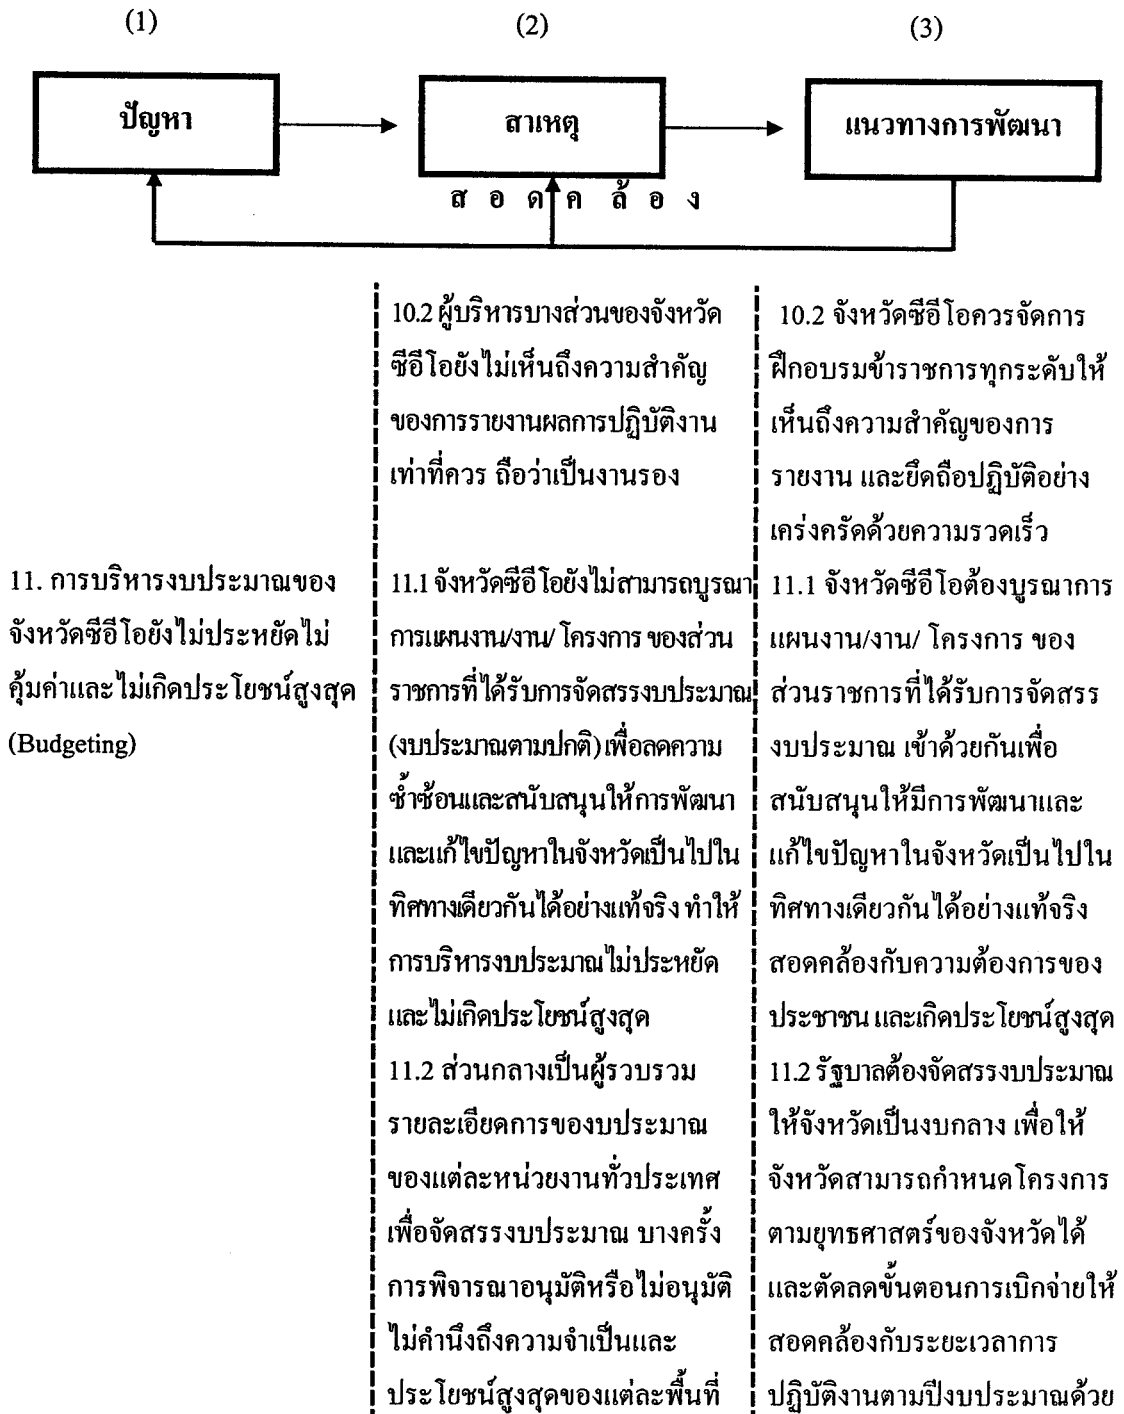 (1)
(2)
(3)
ปัญหา
สาเหตุ
แนวทางการพัฒนา
ส อ ด ค ล้ อ ง
10.2 ผู้บริหารบางส่วนของจังหวัด
ซีอีโอยังไม่เห็นถึงความสำคัญ
ของการรายงานผลการปฏิบัติงาน
เท่าที่ควร ถือว่าเป็นงานรอง
10.2 จังหวัดซีอีโอควรจัดการ
ฝึกอบรมข้าราชการทุกระดับให้
เห็นถึงความสำคัญของการ
รายงาน และยึดถือปฏิบัติอย่าง
เคร่งครัดด้วยความรวดเร็ว
11. การบริหารงบประมาณของ
จังหวัดซีอีโอยังไม่ประหยัดไม่
คุ้มค่าและไม่เกิดประโยชน์สูงสุด
(Budgeting)
11.1 จังหวัดซีอีโอยังไม่สามารถบูรณา
การแผนงาน/งาน/ โครงการ ของส่วน
ราชการที่ได้รับการจัดสรรงบประมาณ
(งบประมาณตามปกติ) เพื่อลดความ
ซ้ำซ้อนและสนับสนุนให้การพัฒนา
และแก้ไขปัญหาในจังหวัดเป็นไปใน
ทิศทางเดียวกันได้อย่างแท้จริง ทำให้
การบริหารงบประมาณไม่ประหยัด
และไม่เกิดประโยชน์สูงสุด
11.2 ส่วนกลางเป็นผู้รวบรวม
รายละเอียดการของบประมาณ
ของแต่ละหน่วยงานทั่วประเทศ
เพื่อจัดสรรงบประมาณ บางครั้ง
การพิจารณาอนุมัติหรือไม่อนุมัติ
ไม่คำนึงถึงความจำเป็นและ
ประโยชน์สูงสุดของแต่ละพื้นที่
11.1 จังหวัดซีอีโอต้องบูรณาการ
แผนงาน/งาน/ โครงการ ของ
ส่วนราชการที่ได้รับการจัดสรร
งบประมาณ เข้าด้วยกันเพื่อ
สนับสนุนให้มีการพัฒนาและ
แก้ไขปัญหาในจังหวัดเป็นไปใน
ทิศทางเดียวกันได้อย่างแท้จริง
สอดคล้องกับความต้องการของ
ประชาชน และเกิดประโยชน์สูงสุด
11.2 รัฐบาลต้องจัดสรรงบประมาณ
ให้จังหวัดเป็นงบกลาง เพื่อให้
จังหวัดสามารถกำหนดโครงการ
ตามยุทธศาสตร์ของจังหวัดได้
และตัดลดขั้นตอนการเบิกจ่ายให้
สอดคล้องกับระยะเวลาการ
ปฏิบัติงานตามปีงบประมาณด้วย